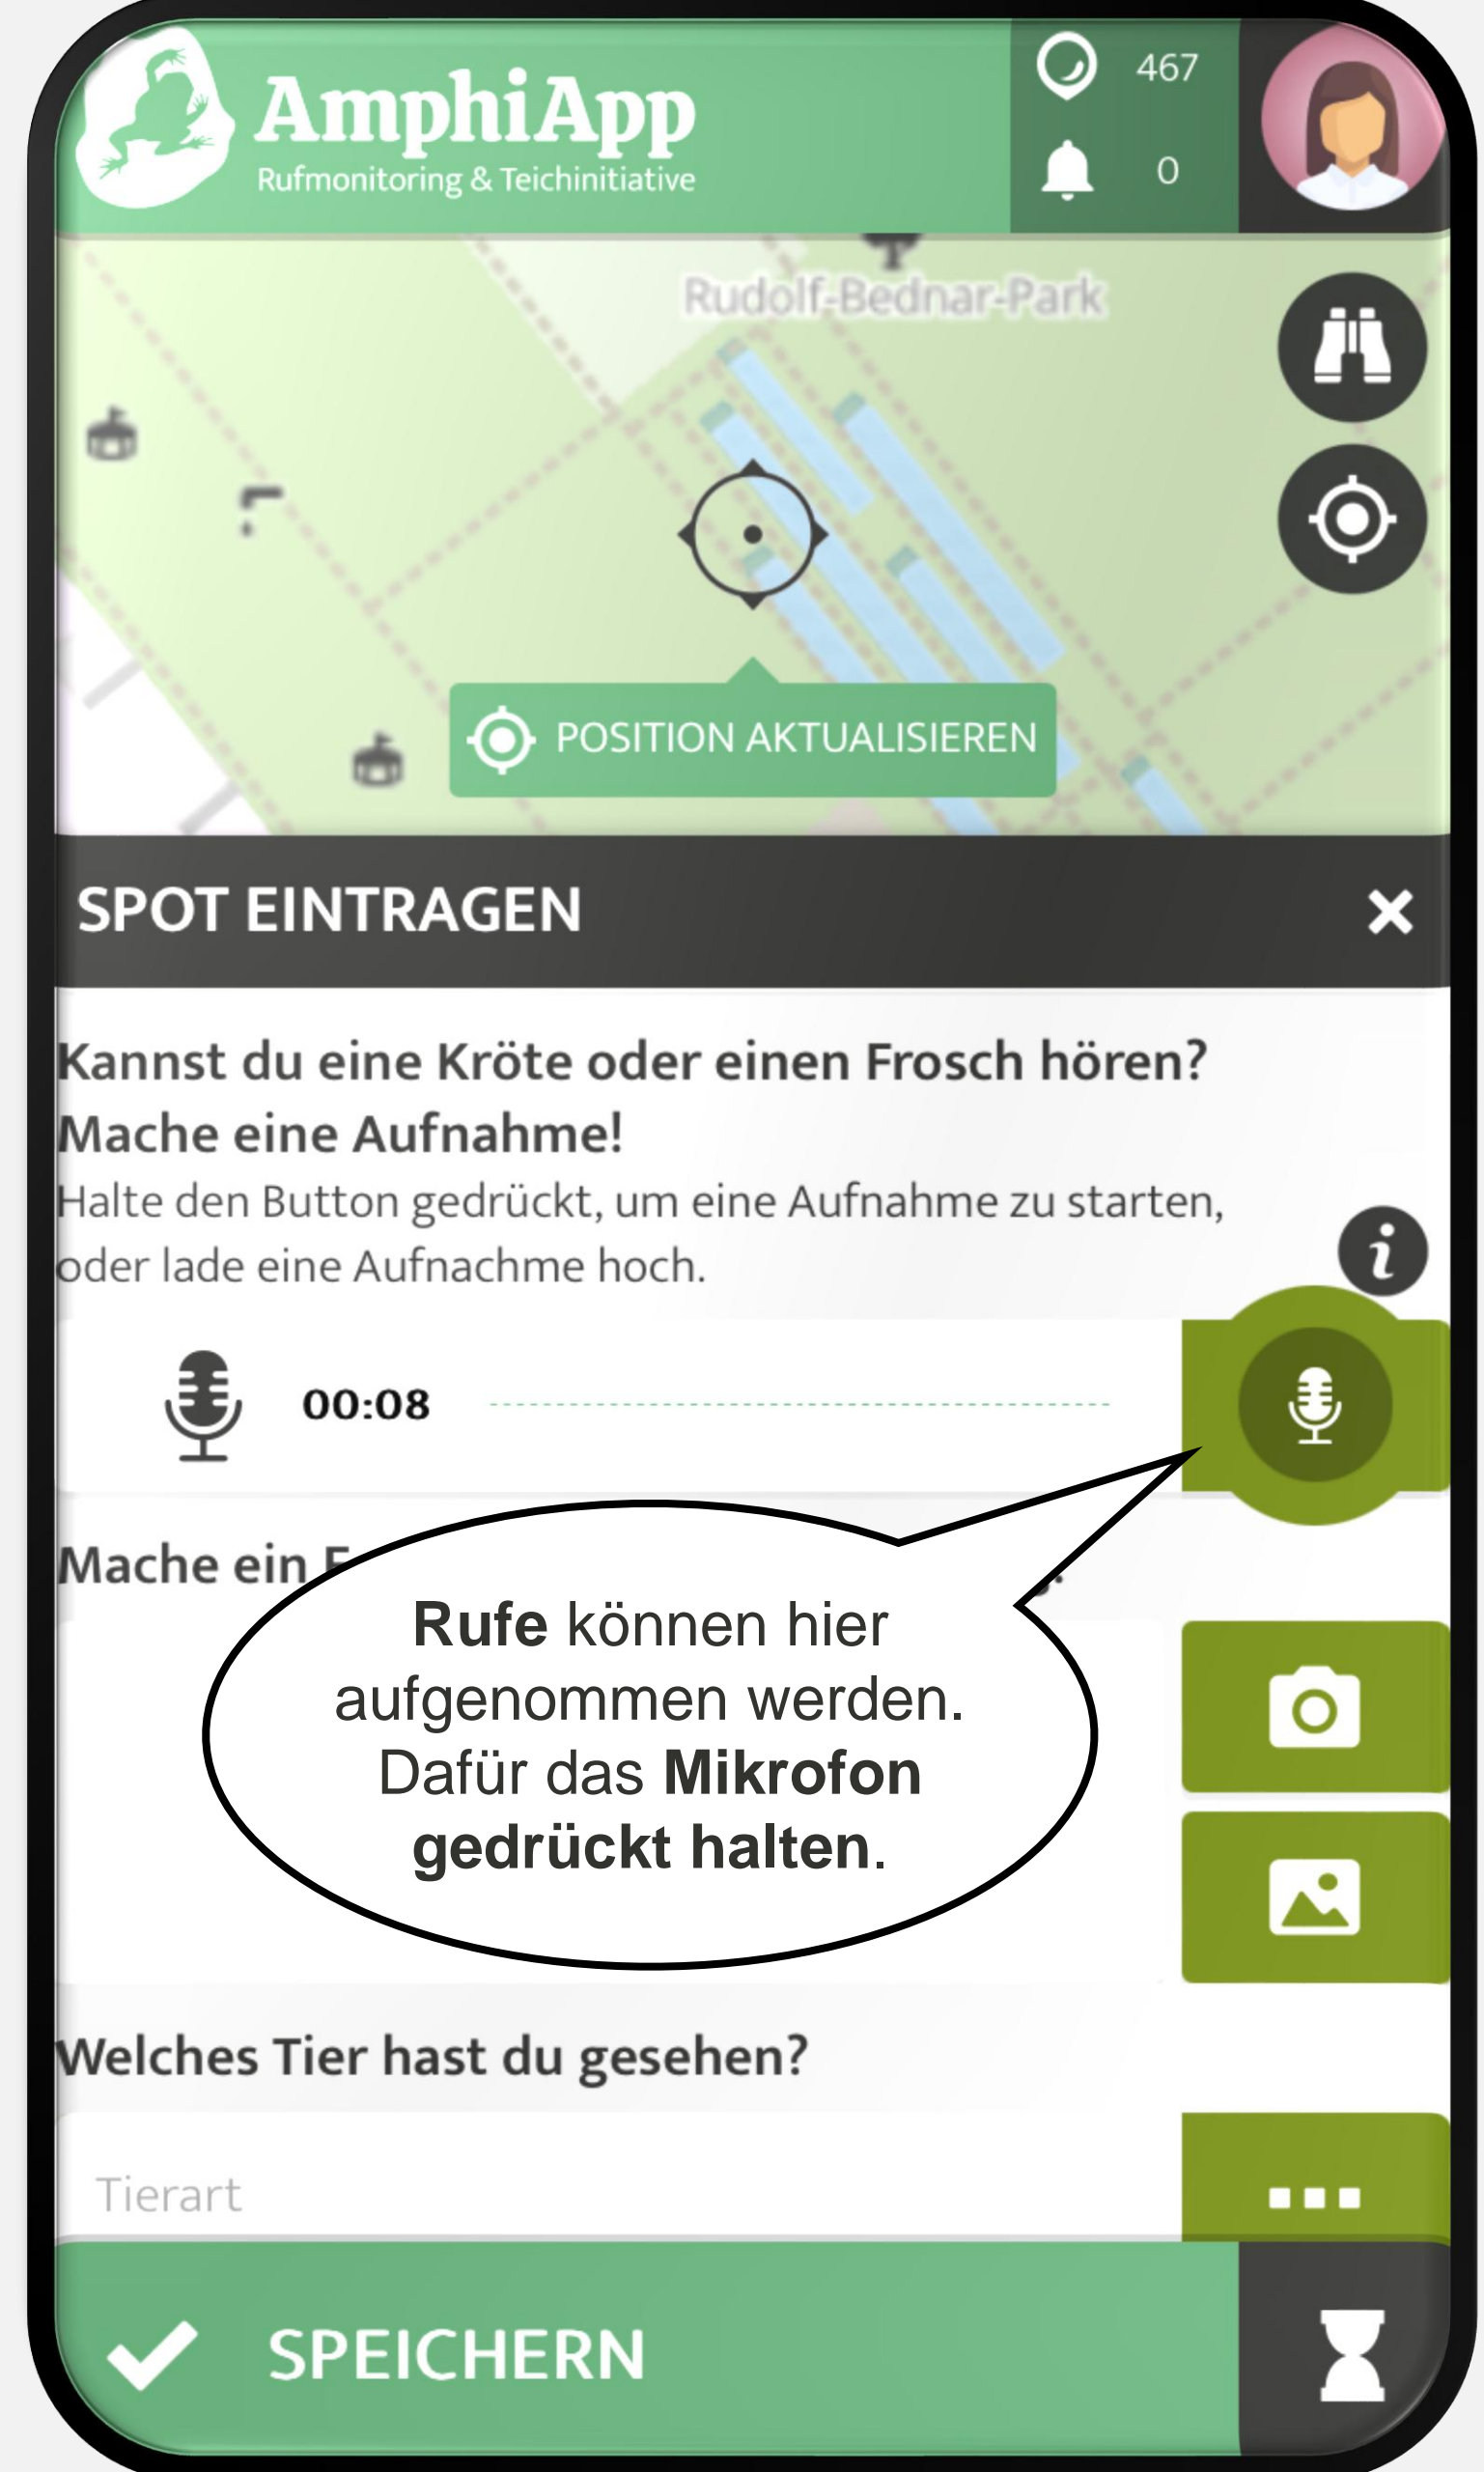 AmphiApp
Rufmonitoring & Teichinitiative
467
0
Rudolf-Bednar-Park
POSITION AKTUALISIEREN
SPOT EINTRAGEN
Kannst du eine Kröte oder einen Frosch hören?
Mache eine Aufnahme!
Halte den Button gedrückt, um eine Aufnahme zu starten,
oder lade eine Aufnachme hoch.
00:08
Mache ein
Rufe können hier
aufgenommen werden.
Dafür das Mikrofon
gedrückt halten.
Welches Tier hast du gesehen?
Tierart
SPEICHERN